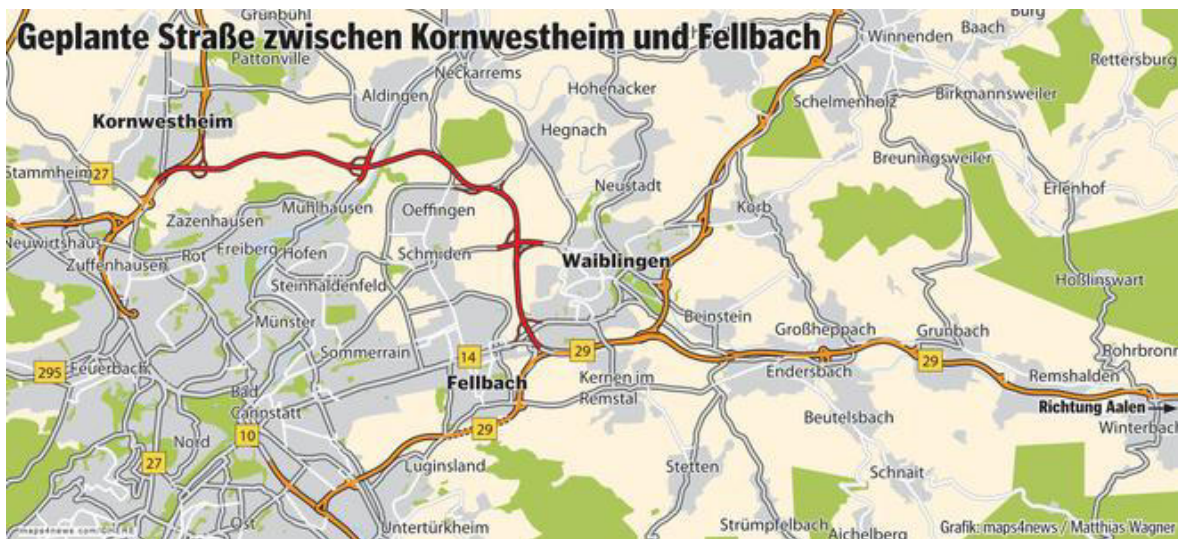 Geplante Straße zwischen Kornwestheim und Fellbach
Grünbühl
Pattonville
Aldingen
Neckarrems
Hohenacker
Winnenden
Baach
Burg
Rettersburg
Schelmenholz
Birkmannsweiler
Kornwestheim
Hegnach
Breuningsweiler
Stammheim
27
Neustadt
Erlenhof
Mühlhausen
Oeffingen
Korb
Zazenhausen
Neuwirtshaus
Rot
Freiberg
Hofen
Schmiden
Waiblingen
Zuffenhausen
Steinhaldenfeld
Hößlinswart
Münster
Beinstein
Großheppach
Grunbach
Sommerrain
14
29
29
Rohrbronn
295
Feuerbach
Fellbach
Kernen im
Remstal
Endersbach
Remshalden
Bad
Cannstatt
Richtung Aalen
Beutelsbach
Winterbach
10
29
Nord
27
Luginsland
Stetten
Schnait
Ost
Untertürkheim
Strümpfelbach
Aichelberg
Grafik: maps4news / Matthias Wagner